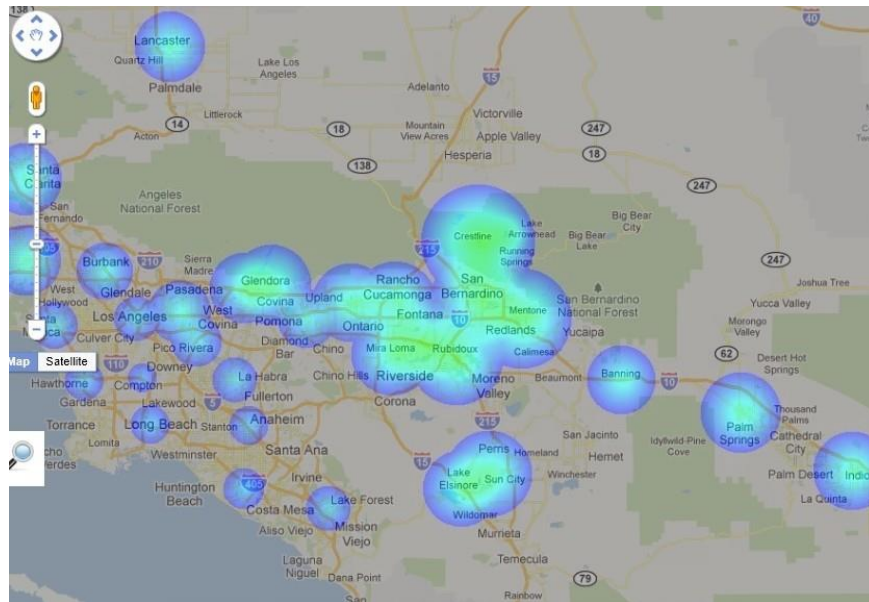 138
40
Lancaster
Quartz Hill
Lake Los
Angeles
Palmdale
Adelanto
15
Littlerock
14
Victorville
Acton
18
Mountain
View Acres
Apple Valley
247
Hesperia
18
138
Santa
Clarita
247
San
Fernando
Angeles
National Forest
Big Bear
City
Lake
Arrowhead
Big Bear
Lake
Crestline
Running
Springs
215
Burbank
210
Sierra
Madre
247
West
Hollywood
Glendale
Pasadena
Glendora
Rancho
Cucamonga
San
Bernardino
San Bernardino
National Forest
Joshua Tree
Yucca Valley
Los Angeles
West
Covina
Covina
Upland
Fontana
10
Mentone
Morongo
Valley
Culver City
Pomona
Ontario
Redlands
Yucaipa
Pico Rivera
Diamond
Bar
Chino
Mira Loma
Rubidoux
Calimesa
62
Desert Hot
Springs
Map
Satellite
110
Downey
Hawthorne
Compton
La Habra
Chino Hills
Riverside
Moreno
Valley
Beaumont
Banning
10
Gardena
Lakewood
5
Fullerton
Corona
Thousand
Palms
Torrance
Long Beach
Stanton
Anaheim
215
Palm
Springs
Cathedral
City
Lomita
Westminster
Santa Ana
Perris
Homeland
San Jacinto
Hemet
Idyllwild-Pine
Cove
15
Huntington
Beach
405
Irvine
Lake
Elsinore
Sun City
Winchester
Palm Desert
Indio
La Quinta
Costa Mesa
Lake Forest
Wildomar
Aliso Viejo
Mission
Viejo
Murrieta
Laguna
Niguel
Temecula
Dana Point
79
San
Rainbow